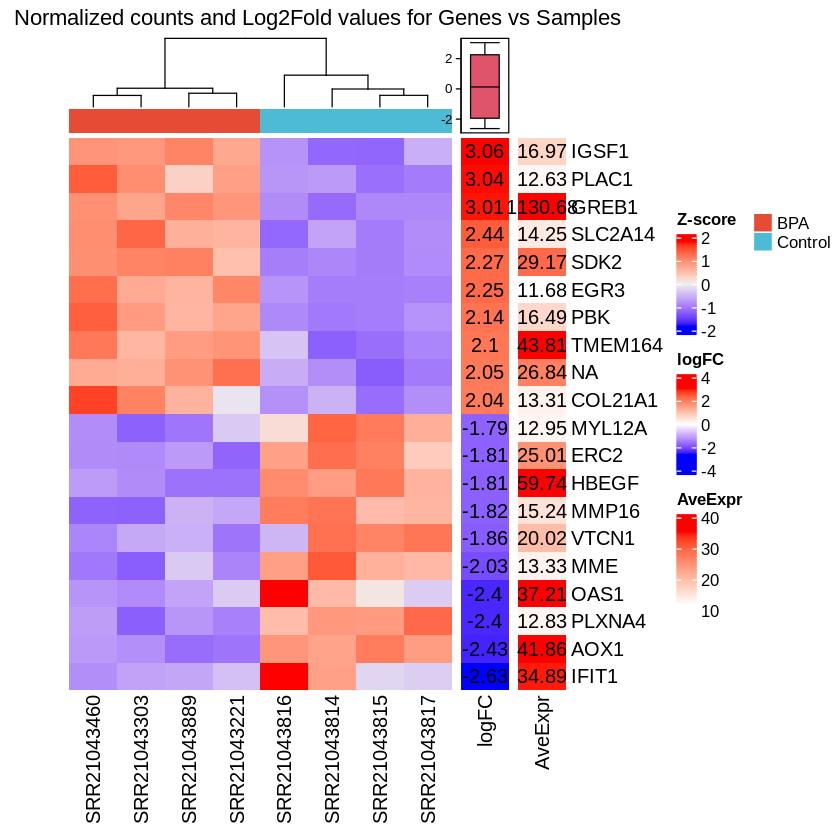 Normalized counts and Log2Fold values for Genes vs Samples
2
0
-2
3.06 16.97 IGSF1
3.04 12.63 PLAC1
3.01 1130.68 GREB1
2.44 14.25 SLC2A14
2.27 29.17 SDK2
2.25 11.68 EGR3
2.14 16.49 PBK
2.1 43.81 TMEM164
2.05 26.84 NA
2.04 13.31 COL21A1
-1.79 12.95 MYL12A
-1.81 25.01 ERC2
-1.81 59.74 HBEGF
-1.82 15.24 MMP16
-1.86 20.02 VTCN1
-2.03 13.33 MME
-2.4 37.21 OAS1
-2.4 12.83 PLXNA4
-2.43 41.86 AOX1
-2.63 34.89 IFIT1
SRR21043460
SRR21043303
SRR21043889
SRR21043221
SRR21043816
SRR21043814
SRR21043815
SRR21043817
logFC
AveExpr
Z-score
2
1
0
-1
-2
logFC
4
2
0
-2
-4
AveExpr
40
30
20
10
BPA
Control